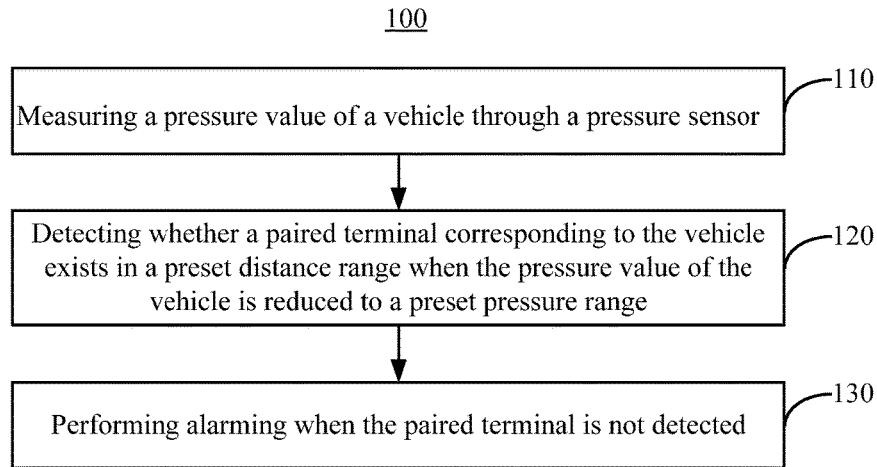 100
Measuring a pressure value of a vehicle through a pressure sensor
110
Detecting whether a paired terminal corresponding to the vehicle
exists in a preset distance range when the pressure value of the
vehicle is reduced to a preset pressure range
120
Performing alarming when the paired terminal is not detected
130